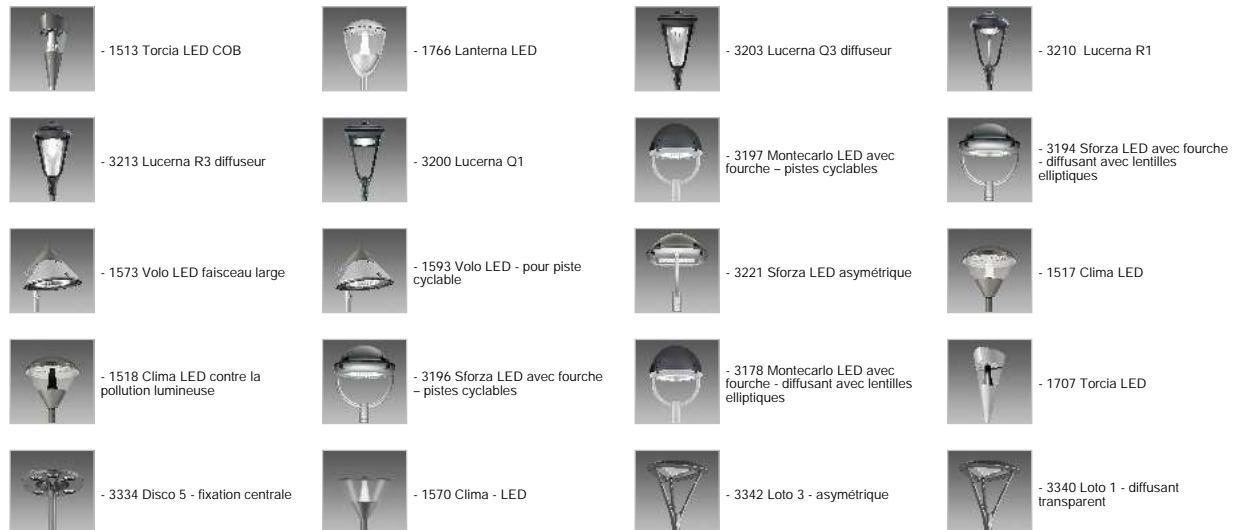 - 1513 Torcia LED COB
- 1766 Lanterna LED
- 3203 Lucerna Q3 diffuseur
- 3210  Lucerna R1
- 3213 Lucerna R3 diffuseur
- 3200 Lucerna Q1
- 3197 Montecarlo LED avec
fourche – pistes cyclables
- 3194 Sforza LED avec fourche
- diffusant avec lentilles
elliptiques
- 1573 Volo LED faisceau large
- 1593 Volo LED - pour piste
cyclable
- 3221 Sforza LED asymétrique
- 1517 Clima LED
- 1518 Clima LED contre la
pollution lumineuse
- 3196 Sforza LED avec fourche
– pistes cyclables
- 3178 Montecarlo LED avec
fourche - diffusant avec lentilles
elliptiques
- 1707 Torcia LED
- 3334 Disco 5 - fixation centrale
- 1570 Clima - LED
- 3342 Loto 3 - asymétrique
- 3340 Loto 1 - diffusant
transparent